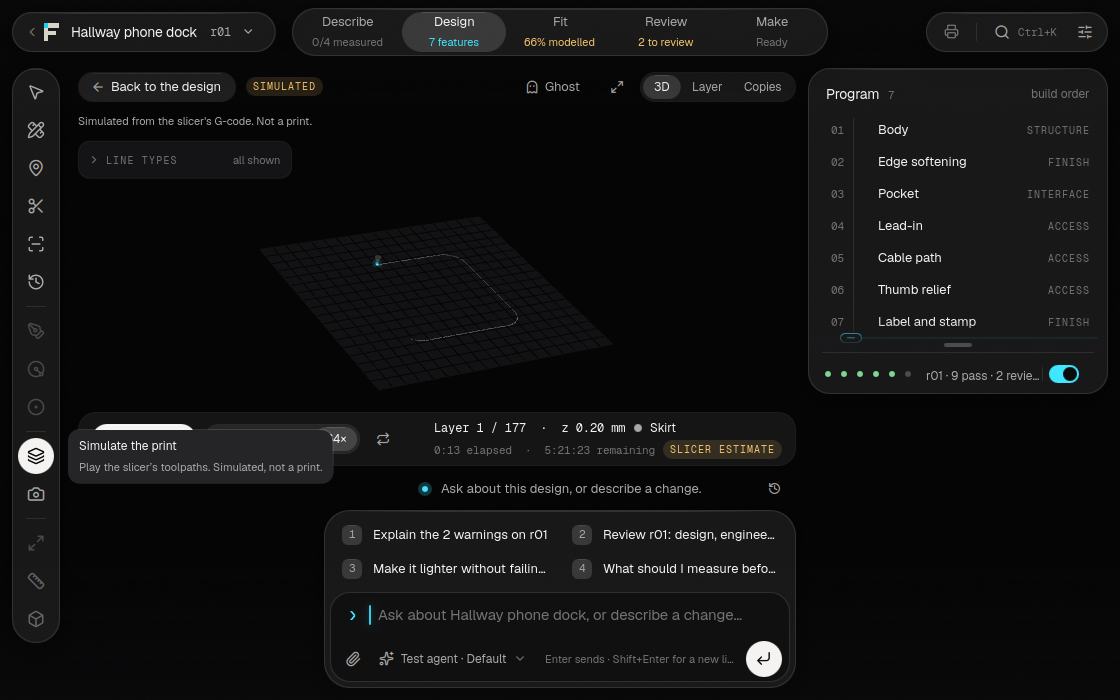 Hallway phone dock r01
Describe
0/4 measured
Design
7 features
Fit
66% modelled
Review
2 to review
Make
Ready
Ctrl+K
Back to the design
SIMULATED
Ghost
3D
Layer
Copies
Simulated from the slicer's G-code. Not a print.
LINE TYPES all shown
Program 7 build order
01 Body STRUCTURE
02 Edge softening FINISH
03 Pocket INTERFACE
04 Lead-in ACCESS
05 Cable path ACCESS
06 Thumb relief ACCESS
07 Label and stamp FINISH
r01 · 9 pass · 2 revie…
4×
Layer 1 / 177 · z 0.20 mm Skirt
0:13 elapsed · 5:21:23 remaining SLICER ESTIMATE
Simulate the print
Play the slicer's toolpaths. Simulated, not a print.
Ask about this design, or describe a change.
1 Explain the 2 warnings on r01
2 Review r01: design, enginee…
3 Make it lighter without failin…
4 What should I measure befo…
Ask about Hallway phone dock, or describe a change…
Test agent · Default
Enter sends · Shift+Enter for a new li…